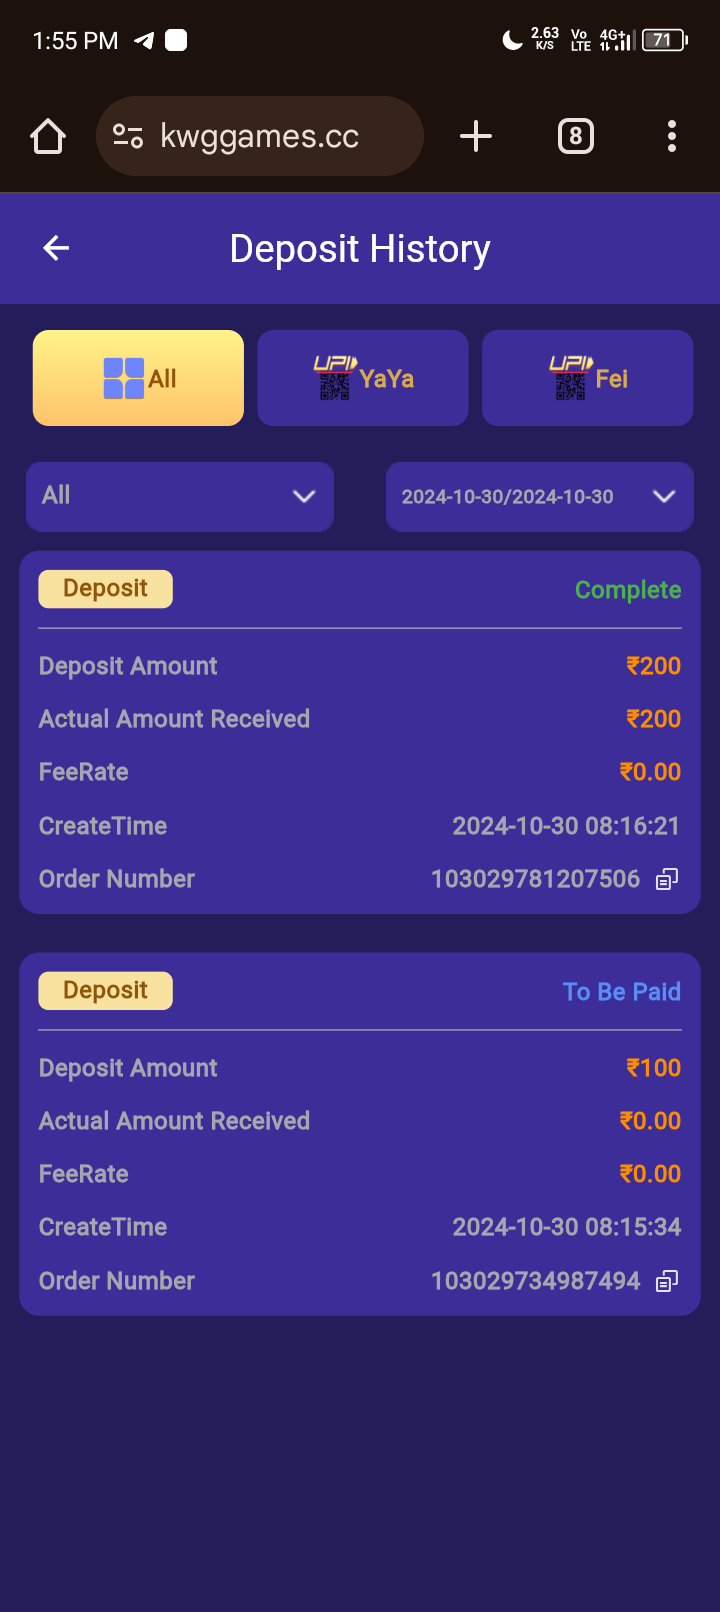 1:55 PM 2.63 K/S Vo LTE 4G+ 71
kwggames.cc 8
Deposit History
All UPI YaYa UPI Fei
All 2024-10-30/2024-10-30
Deposit Complete
Deposit Amount ₹200
Actual Amount Received ₹200
FeeRate ₹0.00
CreateTime 2024-10-30 08:16:21
Order Number 103029781207506
Deposit To Be Paid
Deposit Amount ₹100
Actual Amount Received ₹0.00
FeeRate ₹0.00
CreateTime 2024-10-30 08:15:34
Order Number 103029734987494